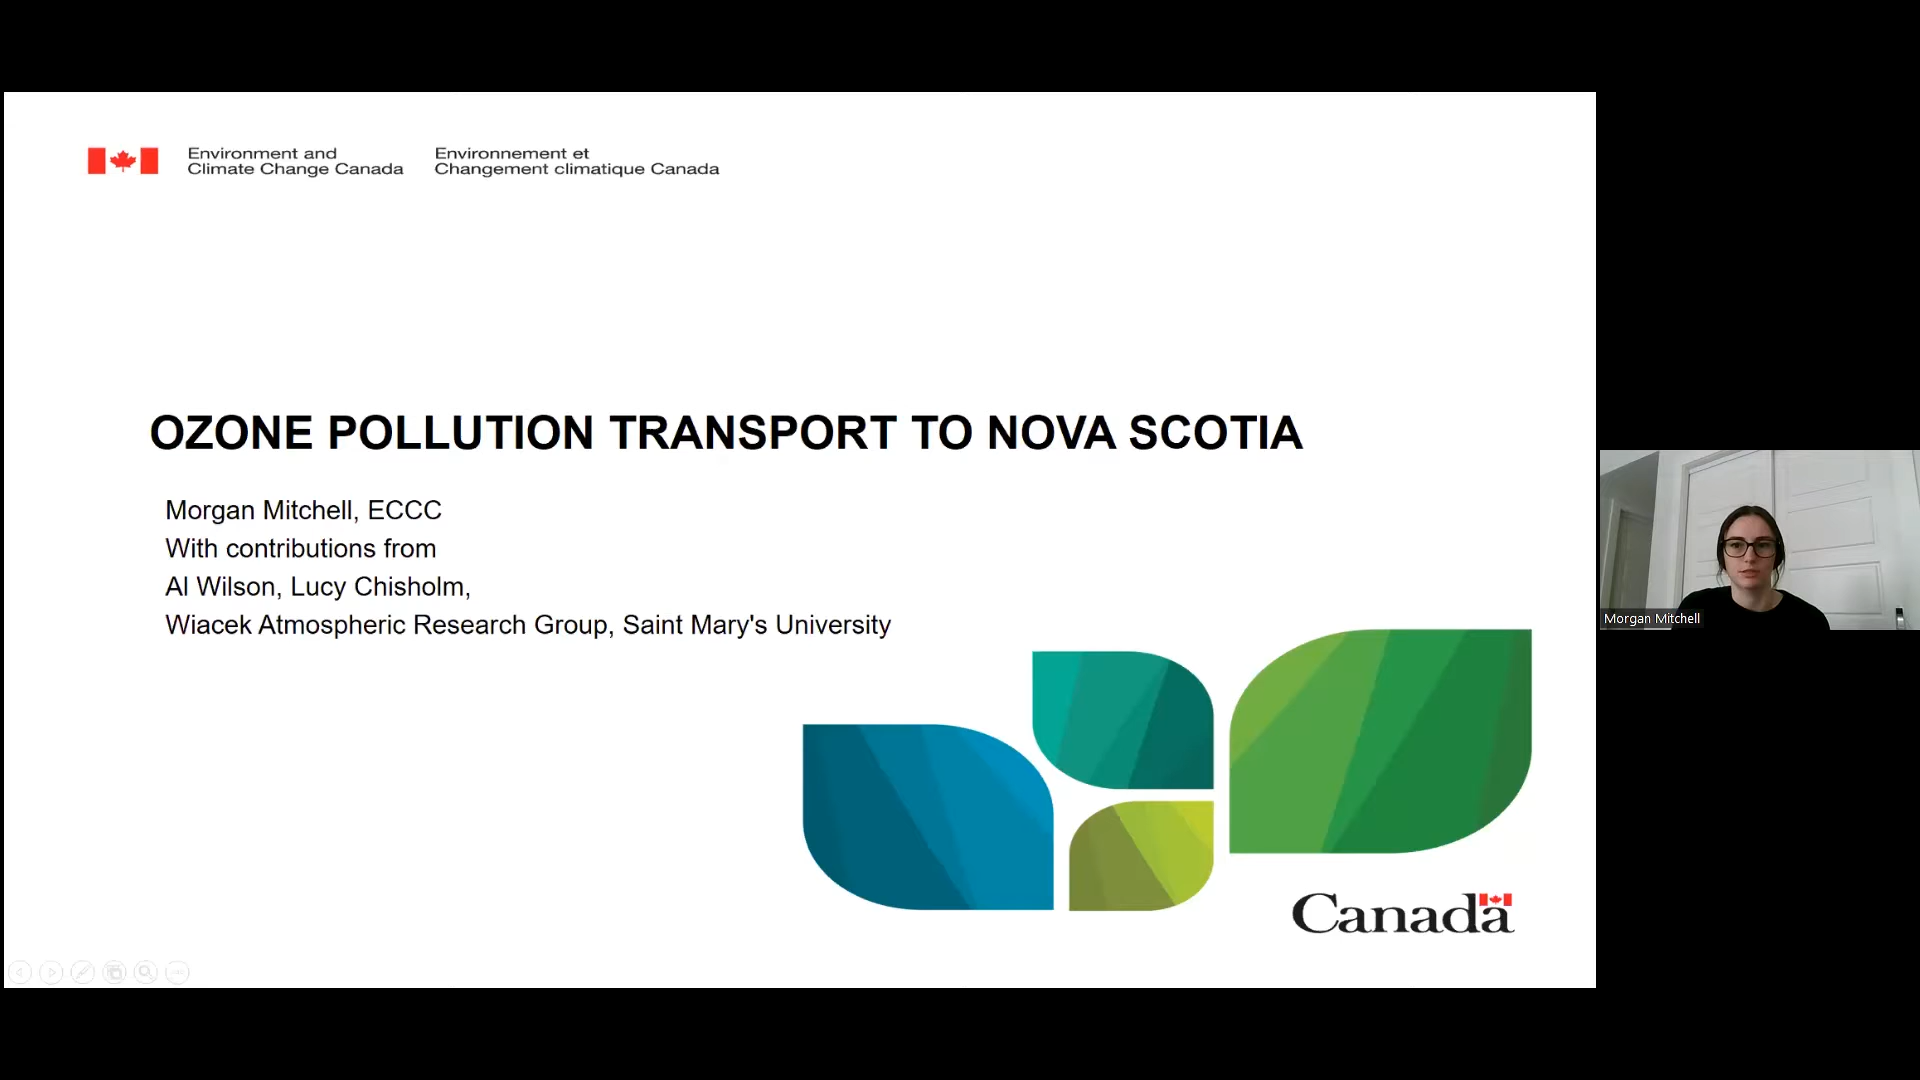 Environment and
Climate Change Canada
Environnement et
Changement climatique Canada
OZONE POLLUTION TRANSPORT TO NOVA SCOTIA
Morgan Mitchell, ECCC
With contributions from
Al Wilson, Lucy Chisholm,
Wiacek Atmospheric Research Group, Saint Mary's University
Canada
Morgan Mitchell